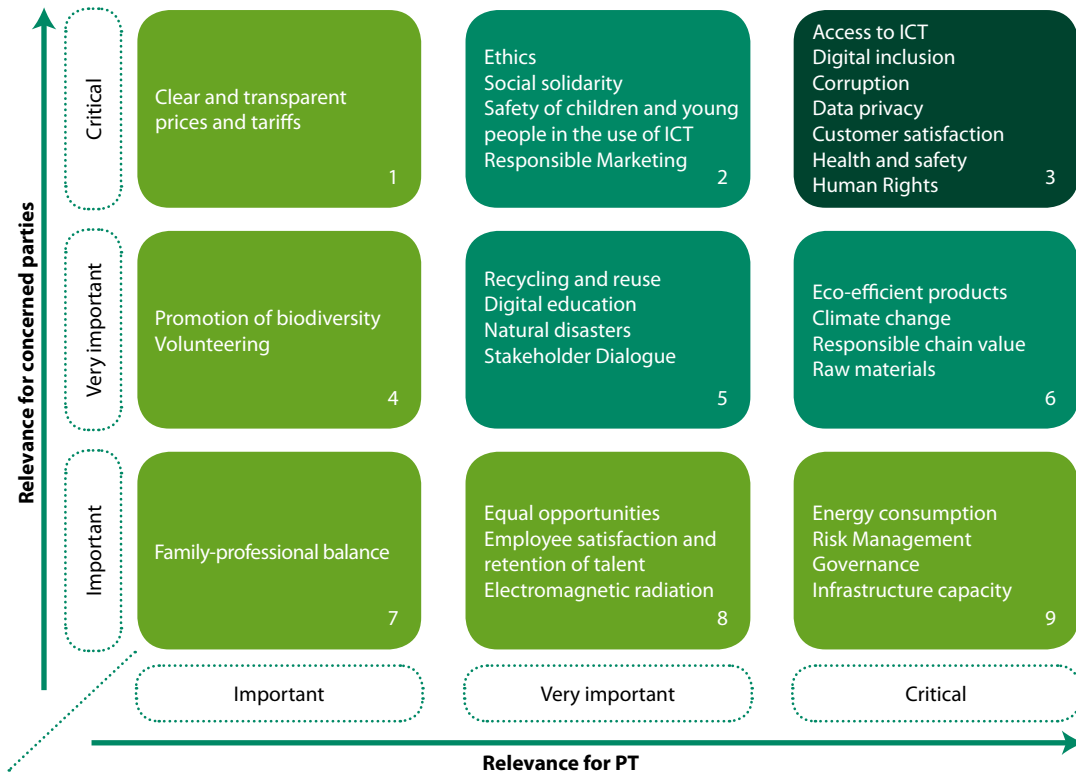 Relevance for concerned parties
Critical
Clear and transparent
prices and tariffs
1
Ethics
Social solidarity
Safety of children and young
people in the use of ICT
Responsible Marketing
2
Access to ICT
Digital inclusion
Corruption
Data privacy
Customer satisfaction
Health and safety
Human Rights
3
Very important
Promotion of biodiversity
Volunteering
4
Recycling and reuse
Digital education
Natural disasters
Stakeholder Dialogue
5
Eco-efficient products
Climate change
Responsible chain value
Raw materials
6
Important
Family-professional balance
7
Equal opportunities
Employee satisfaction and
retention of talent
Electromagnetic radiation
8
Energy consumption
Risk Management
Governance
Infrastructure capacity
9
Important
Very important
Critical
Relevance for PT